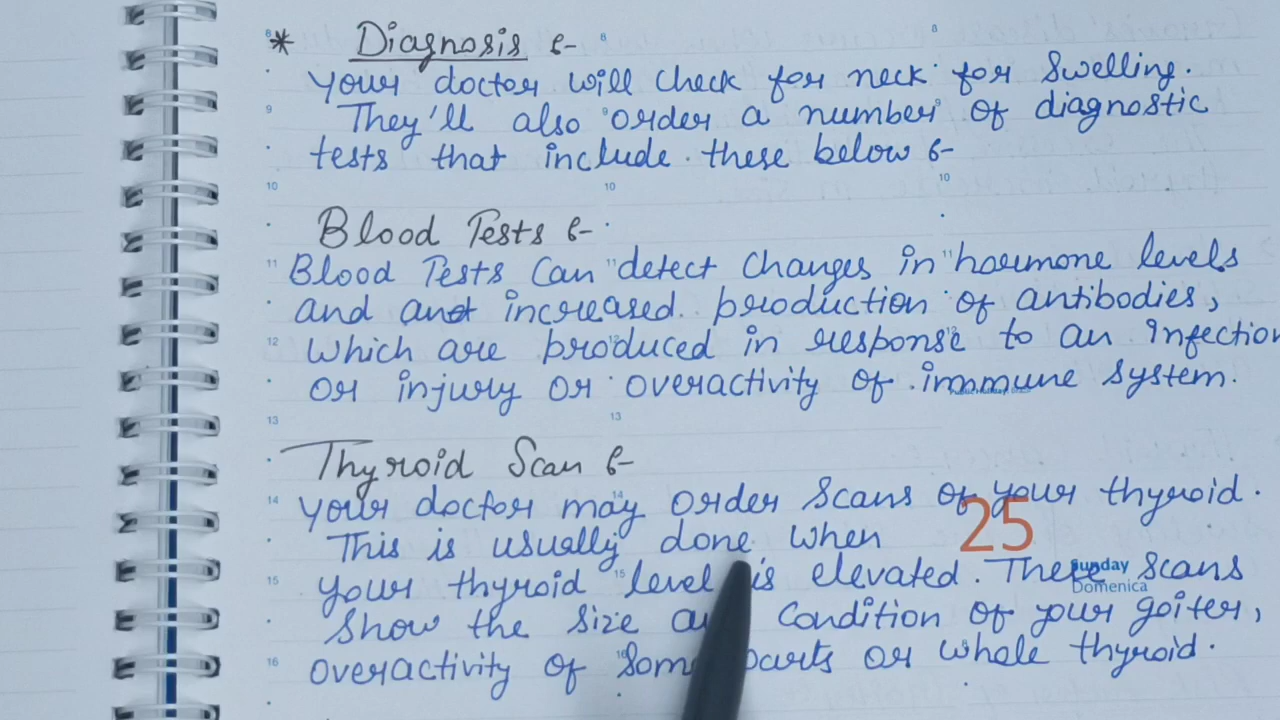 * Diagnosis :-
Your doctor will check for neck for swelling.
They'll also order a number of diagnostic
tests that include these below :-
Blood Tests :-
Blood Tests can detect changes in hormone levels
and and increased production of antibodies,
which are produced in response to an infection
or injury or overactivity of immune system.
Thyroid Scan :-
Your doctor may order scans of your thyroid.
This is usually done when
25
your thyroid level is elevated. These scans
Sunday
Domenica
show the size and condition of your goiter,
overactivity of some parts or whole thyroid.